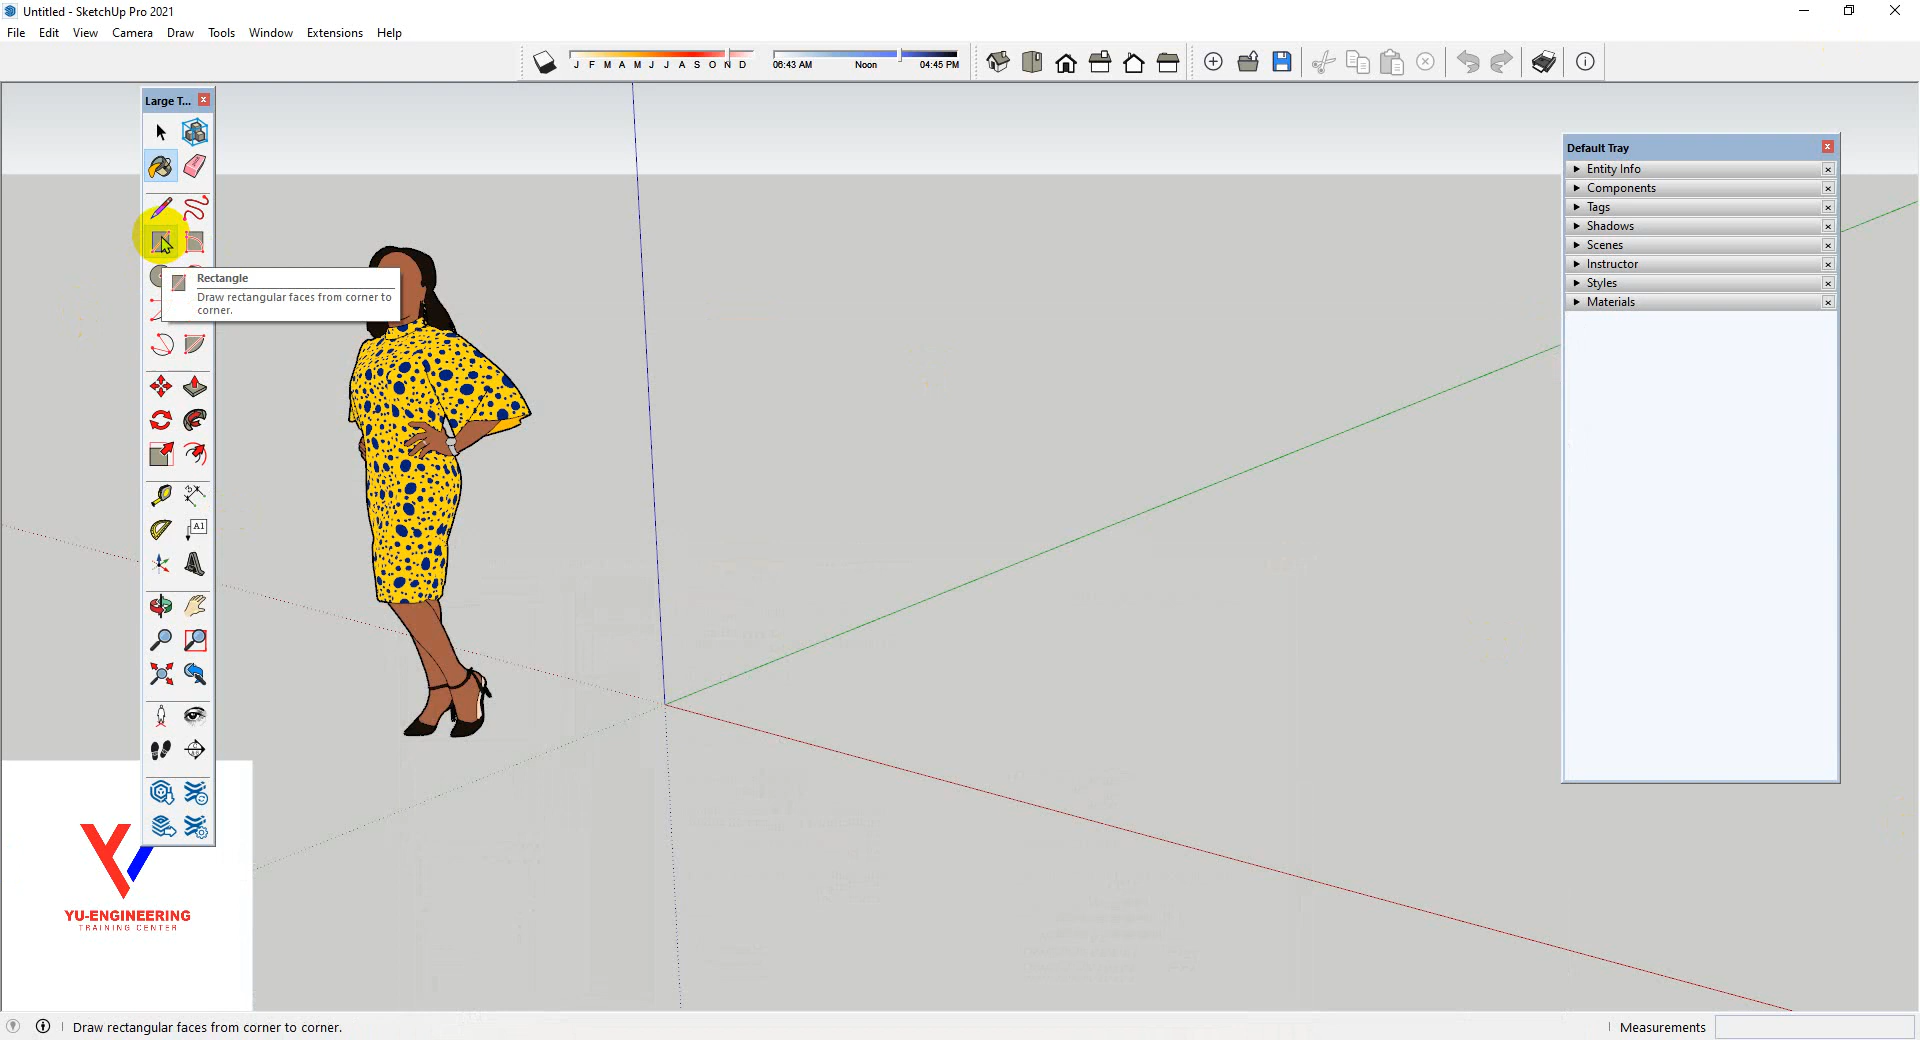 Untitled - SketchUp Pro 2021
File Edit View Camera Draw Tools Window Extensions Help
J F M A M J J A S O N D
06:43 AM Noon 04:45 PM
Large T...
Default Tray
Entity Info
Components
Tags
Shadows
Scenes
Instructor
Styles
Materials
Rectangle
Draw rectangular faces from corner to
corner.
A1
YU-ENGINEERING
TRAINING CENTER
Draw rectangular faces from corner to corner.
Measurements